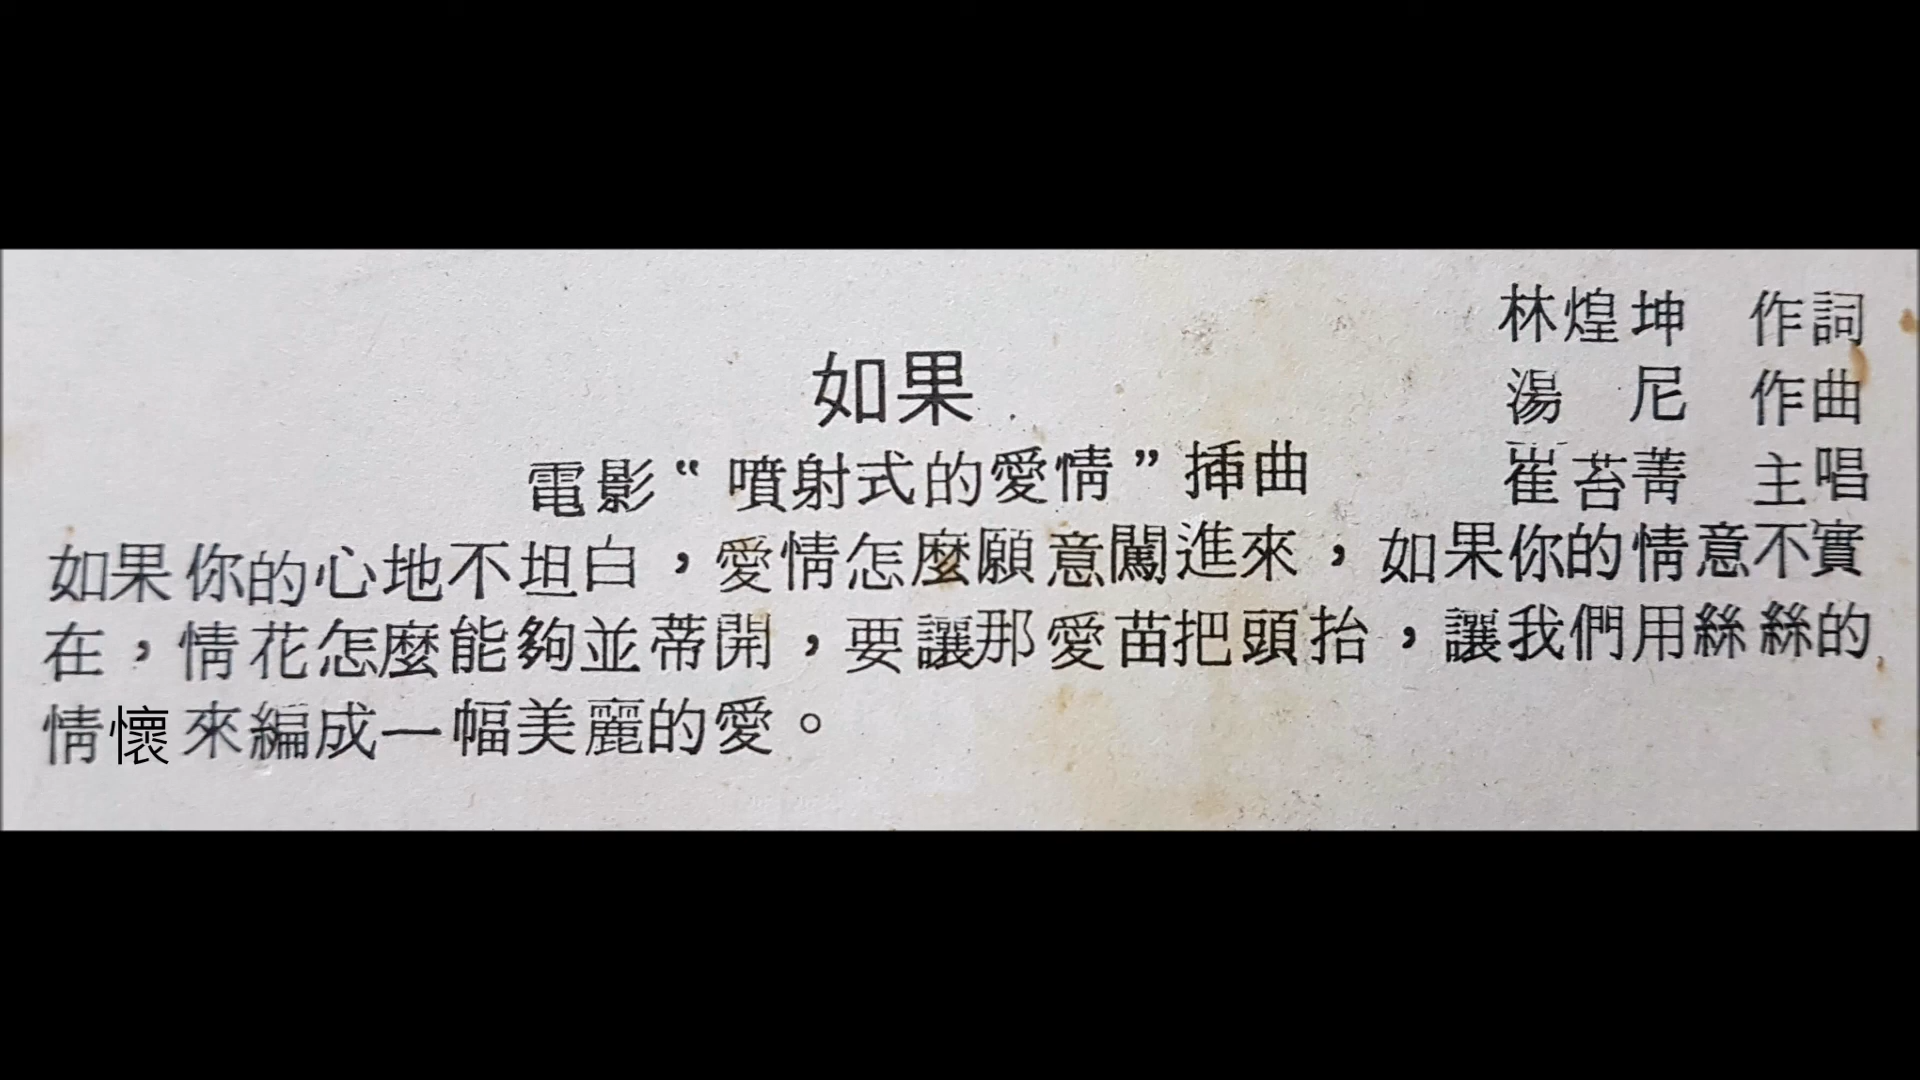 林煌坤　作詞
如果
湯　尼　作曲
電影“噴射式的愛情”揷曲
崔苔菁　主唱
如果你的心地不坦白，愛情怎麼願意闖進來，如果你的情意不實
在，情花怎麼能夠並蒂開，要讓那愛苗把頭抬，讓我們用絲絲的
情懷來編成一幅美麗的愛。